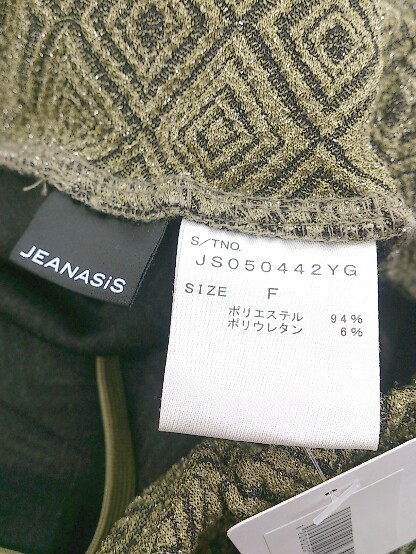 JEANASiS
S/TNO.
JS050442YG
SIZE F
ポリエステル 94%
ポリウレタン 6%